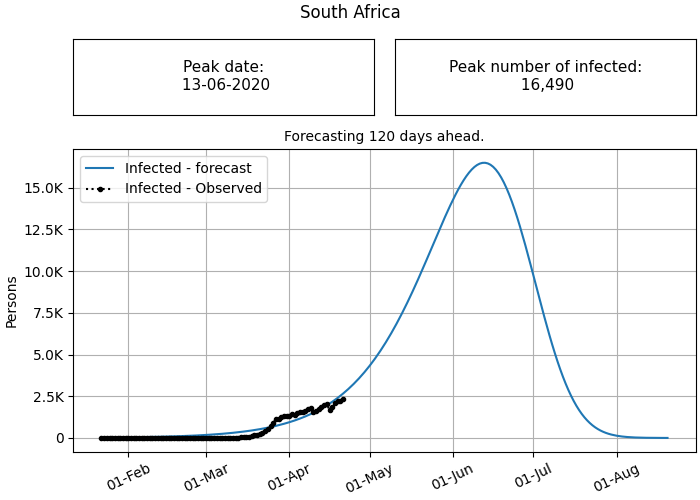 South Africa
Peak date:
13-06-2020
Peak number of infected:
16,490
Forecasting 120 days ahead.
Infected - forecast
Infected - Observed
Persons
15.0K
12.5K
10.0K
7.5K
5.0K
2.5K
0
01-Feb
01-Mar
01-Apr
01-May
01-Jun
01-Jul
01-Aug